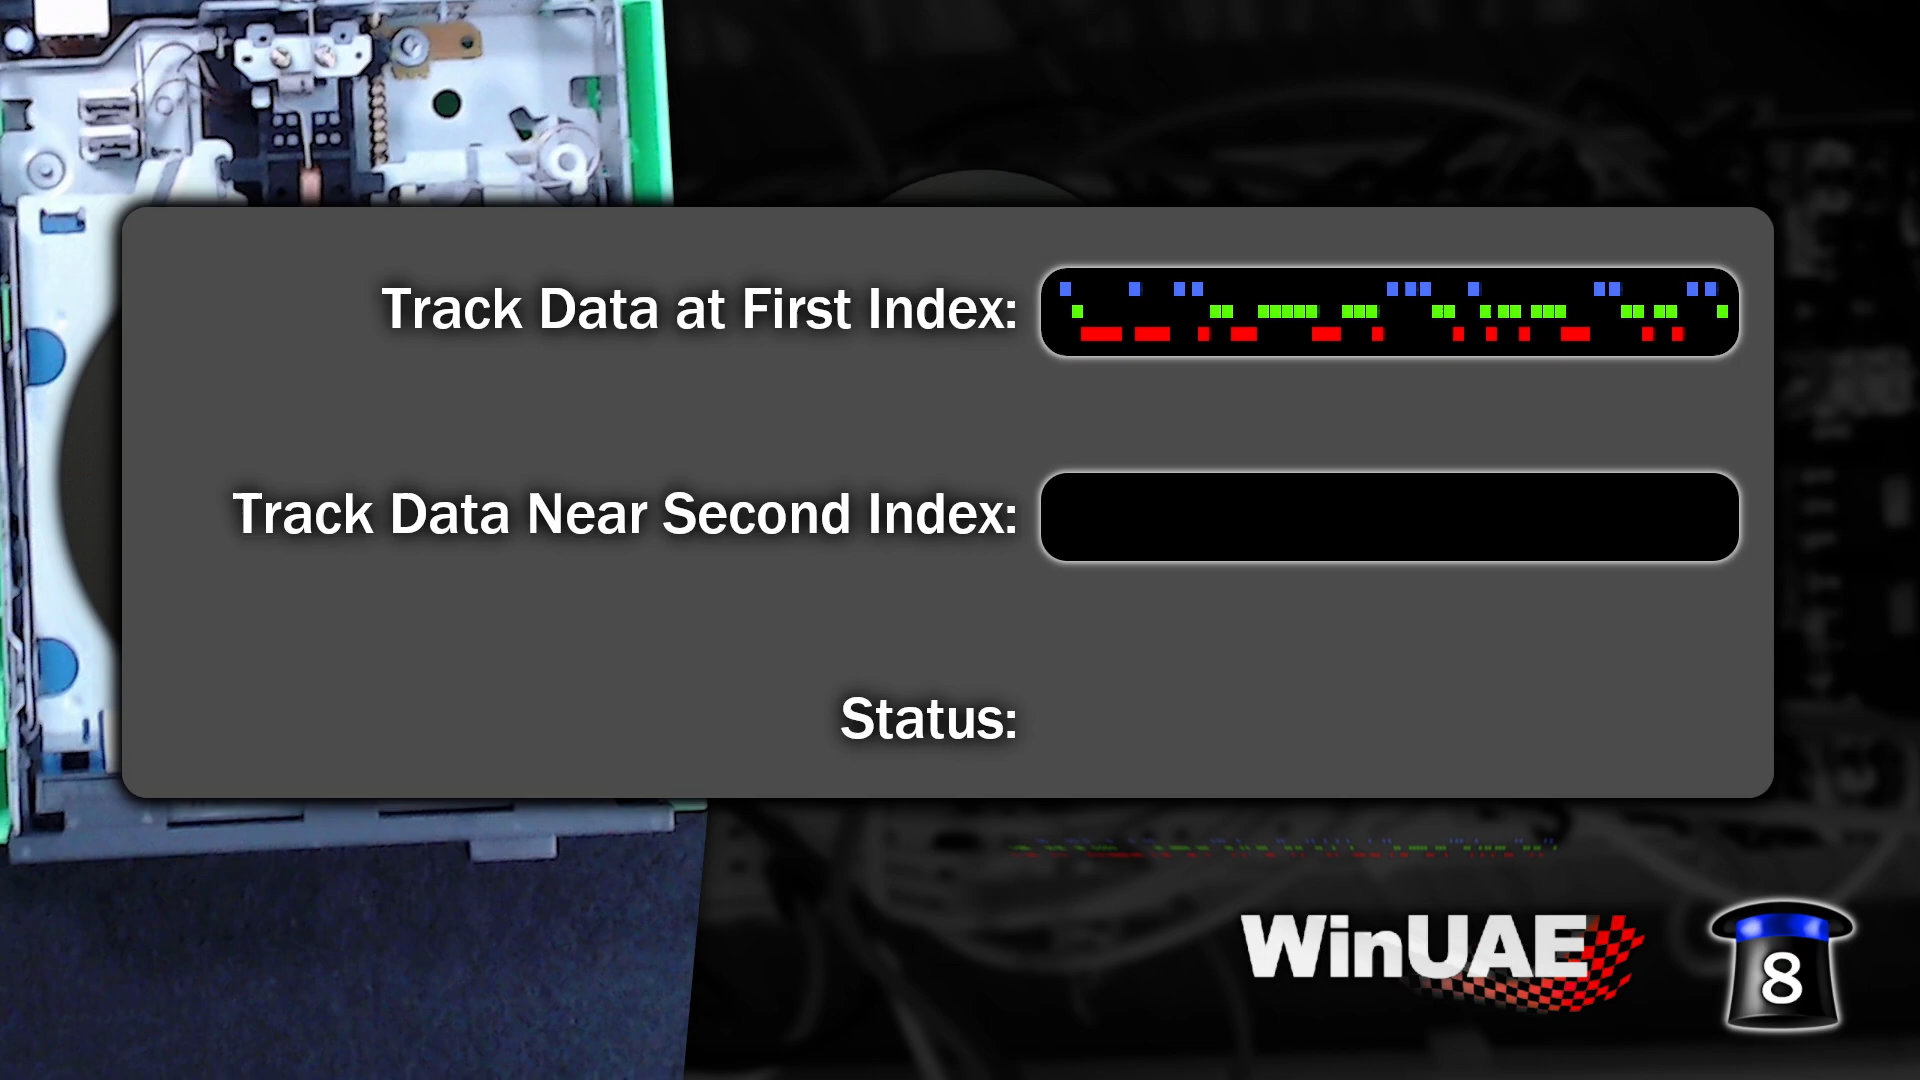 Track Data at First Index:
Track Data Near Second Index:
Status:
WinUAE
8